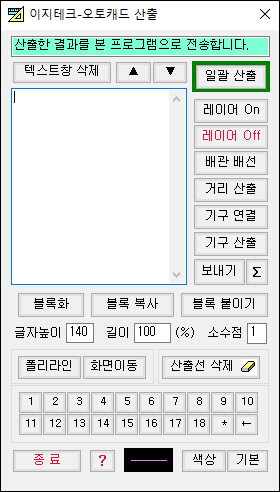 이지테크-오토캐드 산출
산출한 결과를 본 프로그램으로 전송합니다.
텍스트창 삭제 ▲ ▼ 일괄 산출
레이어 On
레이어 Off
배관 배선
거리 산출
기구 연결
기구 산출
보내기 Σ
블록화 블록 복사 블록 붙이기
글자높이 140 길이 100 (%) 소수점 1
폴리라인 화면이동 산출선 삭제
1 2 3 4 5 6 7 8 9 10
11 12 13 14 15 16 17 18 * ←
종 료 ? 색상 기본